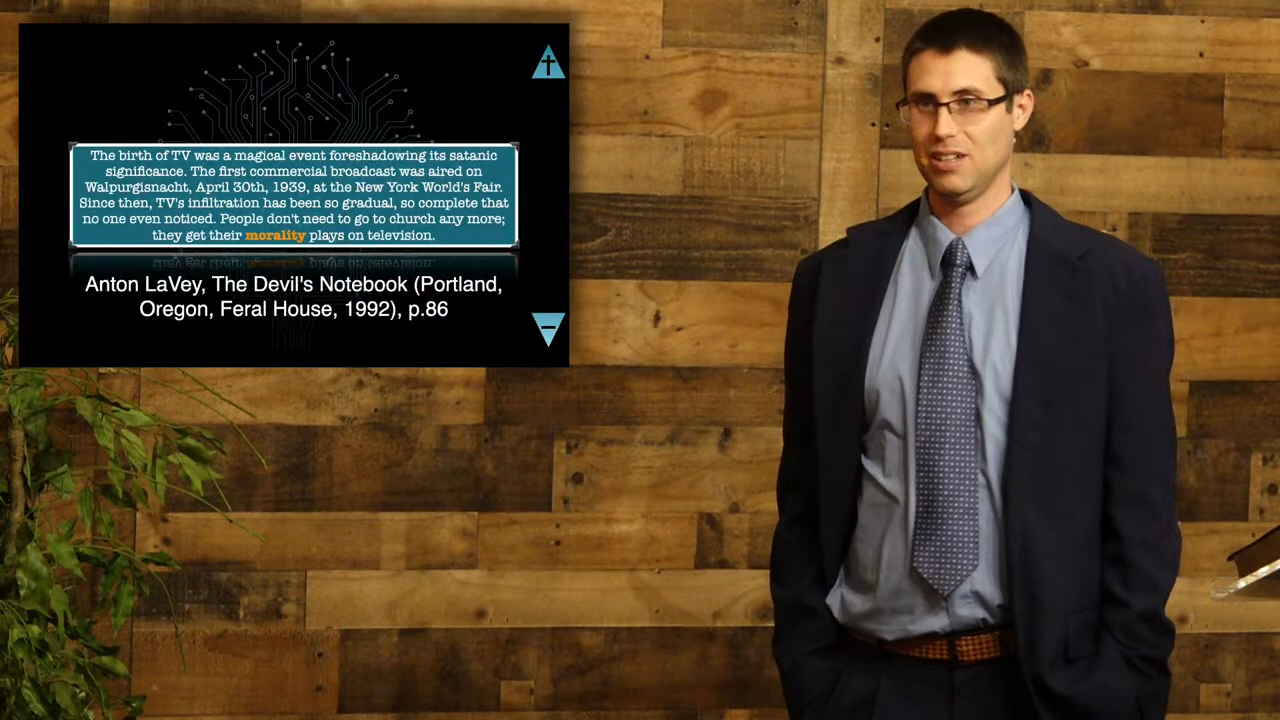 The birth of TV was a magical event foreshadowing its satanic
significance. The first commercial broadcast was aired on
Walpurgisnacht, April 30th, 1939, at the New York World's Fair.
Since then, TV's infiltration has been so gradual, so complete that
no one even noticed. People don't need to go to church any more;
they get their morality plays on television.
Anton LaVey, The Devil's Notebook (Portland,
Oregon, Feral House, 1992), p.86